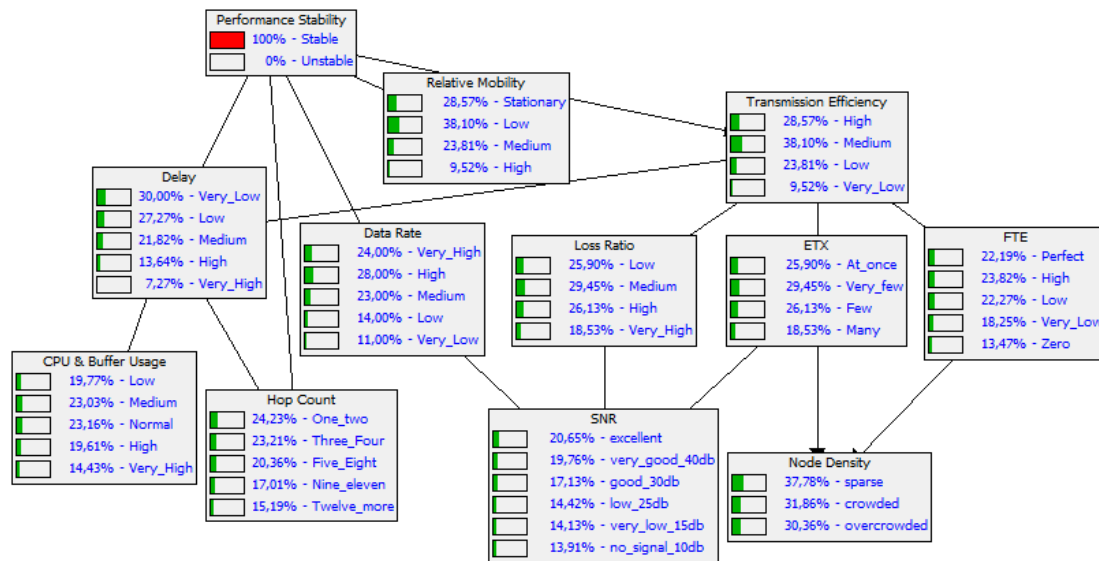 Performance Stability
100% - Stable
0% - Unstable
Relative Mobility
28,57% - Stationary
38,10% - Low
23,81% - Medium
9,52% - High
Transmission Efficiency
28,57% - High
38,10% - Medium
23,81% - Low
9,52% - Very_Low
Delay
30,00% - Very_Low
27,27% - Low
21,82% - Medium
13,64% - High
7,27% - Very_High
Data Rate
24,00% - Very_High
28,00% - High
23,00% - Medium
14,00% - Low
11,00% - Very_Low
Loss Ratio
25,90% - Low
29,45% - Medium
26,13% - High
18,53% - Very_High
ETX
25,90% - At_once
29,45% - Very_few
26,13% - Few
18,53% - Many
FTE
22,19% - Perfect
23,82% - High
22,27% - Low
18,25% - Very_Low
13,47% - Zero
CPU & Buffer Usage
19,77% - Low
23,03% - Medium
23,16% - Normal
19,61% - High
14,43% - Very_High
Hop Count
24,23% - One_two
23,21% - Three_Four
20,36% - Five_Eight
17,01% - Nine_eleven
15,19% - Twelve_more
SNR
20,65% - excellent
19,76% - very_good_40db
17,13% - good_30db
14,42% - low_25db
14,13% - very_low_15db
13,91% - no_signal_10db
Node Density
37,78% - sparse
31,86% - crowded
30,36% - overcrowded